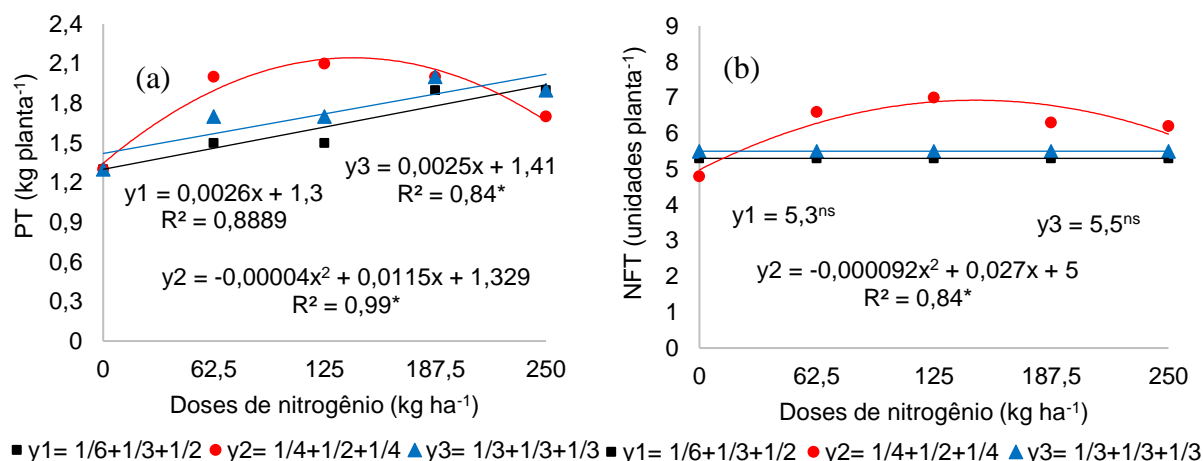 PT (kg planta-1)
2,4
2,1
1,8
1,5
1,2
0,9
0,6
0,3
0
(a)
y3 = 0,0025x + 1,41
R² = 0,84*
y1 = 0,0026x + 1,3
R² = 0,8889
y2 = -0,00004x² + 0,0115x + 1,329
R² = 0,99*
0 62,5 125 187,5 250
Doses de nitrogênio (kg ha-1)
y1= 1/6+1/3+1/2 y2= 1/4+1/2+1/4 y3= 1/3+1/3+1/3
NFT (unidades planta-1)
9
8
7
6
5
4
3
2
1
0
(b)
y1 = 5,3ns
y3 = 5,5ns
y2 = -0,000092x² + 0,027x + 5
R² = 0,84*
0 62,5 125 187,5 250
Doses de nitrogênio (kg ha-1)
y1= 1/6+1/3+1/2 y2= 1/4+1/2+1/4 y3= 1/3+1/3+1/3